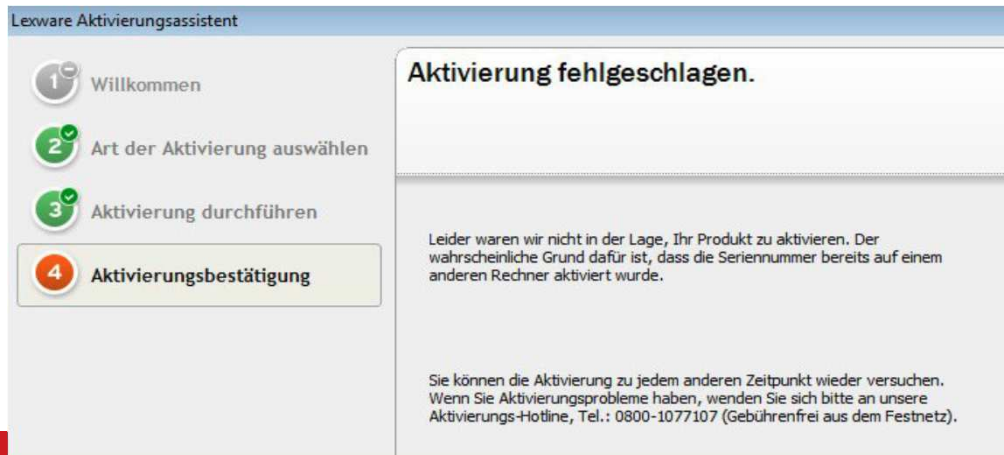 Lexware Aktivierungsassistent
1 Willkommen
2 Art der Aktivierung auswählen
3 Aktivierung durchführen
4 Aktivierungsbestätigung
Aktivierung fehlgeschlagen.
Leider waren wir nicht in der Lage, Ihr Produkt zu aktivieren. Der
wahrscheinliche Grund dafür ist, dass die Seriennummer bereits auf einem
anderen Rechner aktiviert wurde.
Sie können die Aktivierung zu jedem anderen Zeitpunkt wieder versuchen.
Wenn Sie Aktivierungsprobleme haben, wenden Sie sich bitte an unsere
Aktivierungs-Hotline, Tel.: 0800-1077107 (Gebührenfrei aus dem Festnetz).